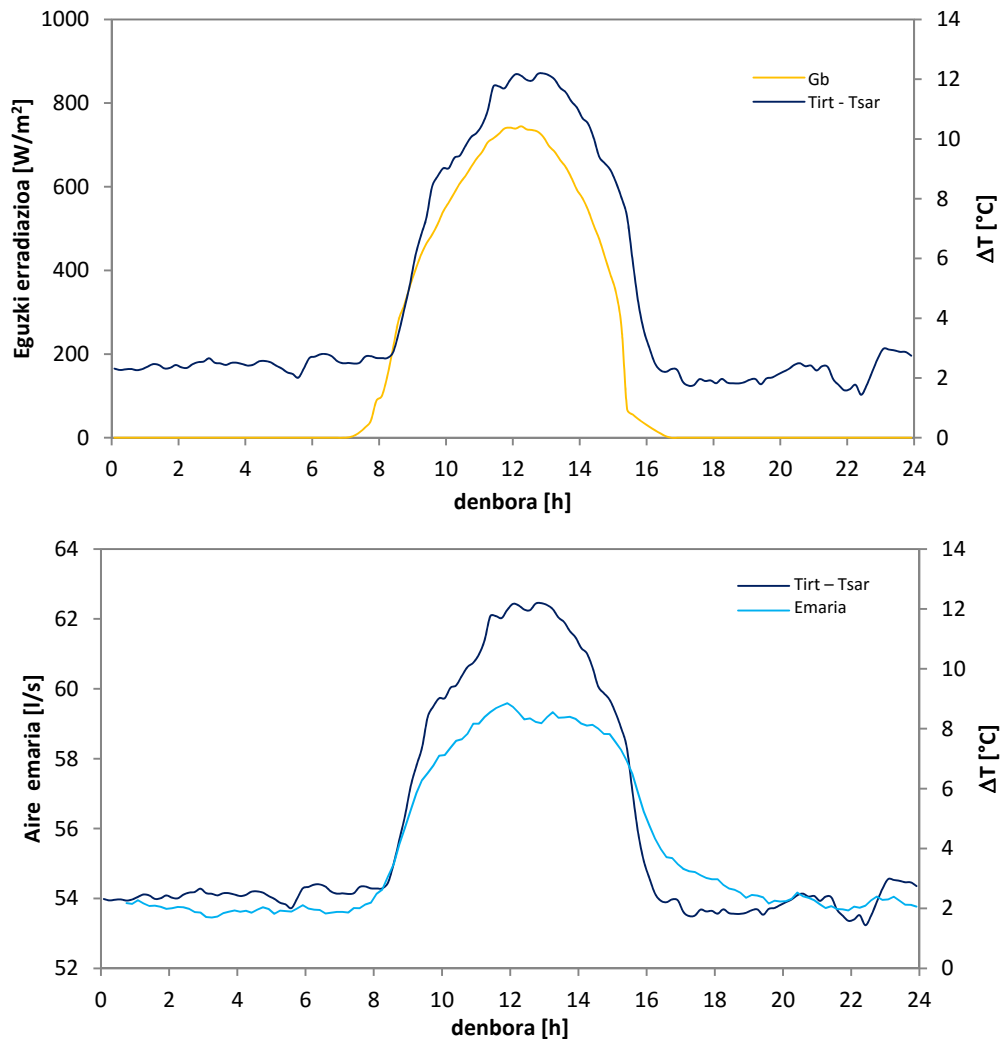 Eguzki erradiazioa [W/m²]
1000
800
600
400
200
0
14
12
10
8
6
4
2
0
ΔT [°C]
Gb
Tirt - Tsar
0 2 4 6 8 10 12 14 16 18 20 22 24
denbora [h]
Aire emaria [l/s]
64
62
60
58
56
54
52
14
12
10
8
6
4
2
0
ΔT [°C]
Tirt – Tsar
Emaria
0 2 4 6 8 10 12 14 16 18 20 22 24
denbora [h]